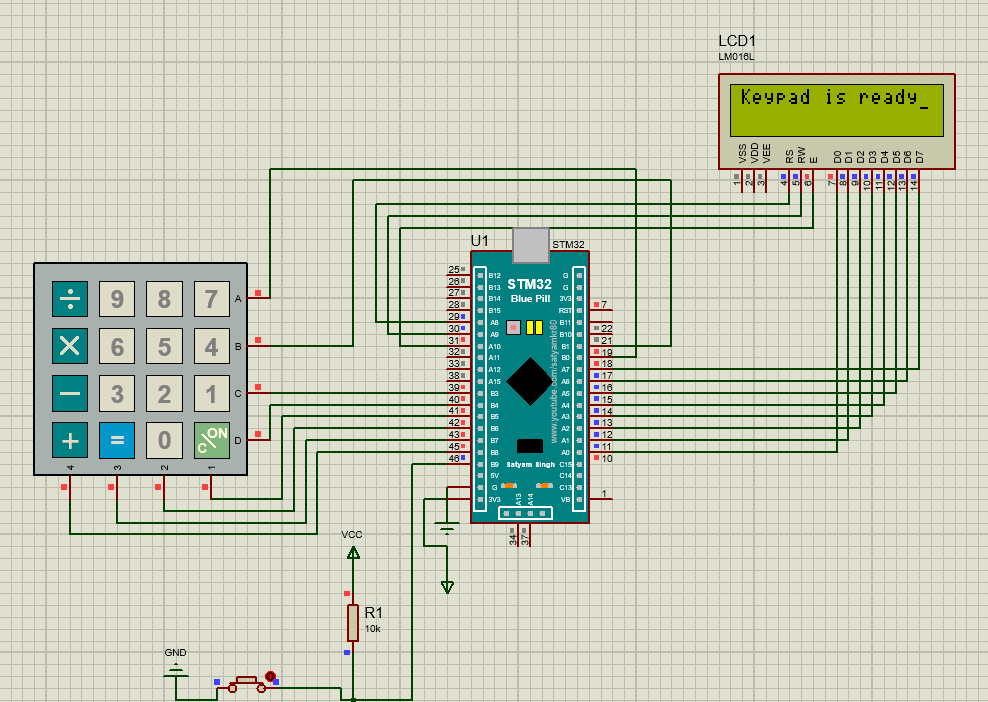 LCD1
LM016L
Keypad is ready_
VSS VDD VEE RS RW E D0 D1 D2 D3 D4 D5 D6 D7
1 2 3 4 5 6 7 8 9 10 11 12 13 14
U1
STM32
STM32
Blue Pill
www.youtube.com/satyamkr80
Satyam Singh
25 B12
26 B13
27 B14
28 B15
29 A8
30 A9
31 A10
32 A11
33 A12
38 A15
39 B3
40 B4
41 B5
42 B6
43 B7
45 B8
46 B9
5V
G
3V3
G
G
3V3
RST 7
B11
B10 22
B1 21
B0 19
A7 18
A6 17
A5 16
A4 15
A3 14
A2 13
A1 12
A0 11
C15 10
C14
C13
VB 1
A13 A14
34 37
÷ 9 8 7 A
× 6 5 4 B
− 3 2 1 C
+ = 0 ON/C D
4 3 2 1
VCC
R1
10k
GND